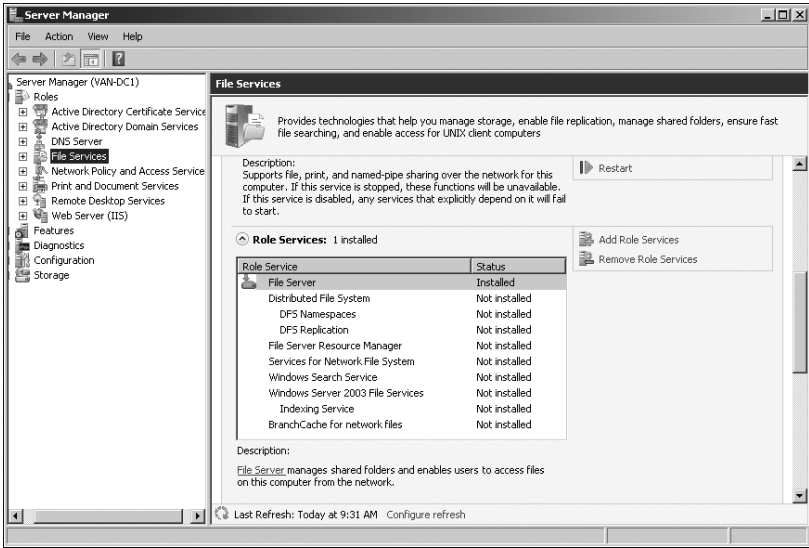 Server Manager
File Action View Help
Server Manager (VAN-DC1)
Roles
Active Directory Certificate Service
Active Directory Domain Services
DNS Server
File Services
Network Policy and Access Service
Print and Document Services
Remote Desktop Services
Web Server (IIS)
Features
Diagnostics
Configuration
Storage
File Services
Provides technologies that help you manage storage, enable file replication, manage shared folders, ensure fast
file searching, and enable access for UNIX client computers
Description:
Supports file, print, and named-pipe sharing over the network for this
computer. If this service is stopped, these functions will be unavailable.
If this service is disabled, any services that explicitly depend on it will fail
to start.
Restart
Role Services: 1 installed
Add Role Services
Remove Role Services
Role Service Status
File Server Installed
Distributed File System Not installed
DFS Namespaces Not installed
DFS Replication Not installed
File Server Resource Manager Not installed
Services for Network File System Not installed
Windows Search Service Not installed
Windows Server 2003 File Services Not installed
Indexing Service Not installed
BranchCache for network files Not installed
Description:
File Server manages shared folders and enables users to access files
on this computer from the network.
Last Refresh: Today at 9:31 AM Configure refresh